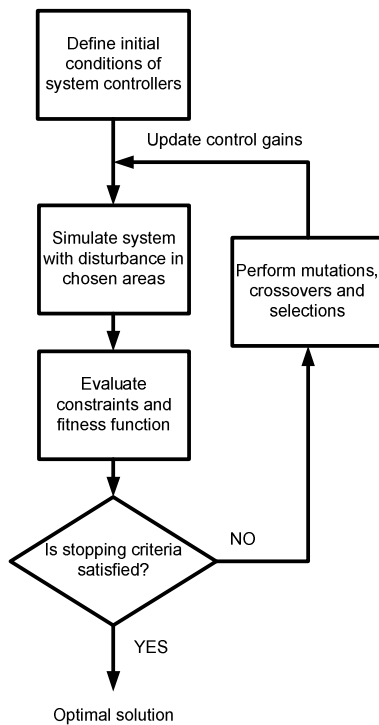 Define initial
conditions of
system controllers
Update control gains
Simulate system
with disturbance in
chosen areas
Perform mutations,
crossovers and
selections
Evaluate
constraints and
fitness function
Is stopping criteria
satisfied?
NO
YES
Optimal solution